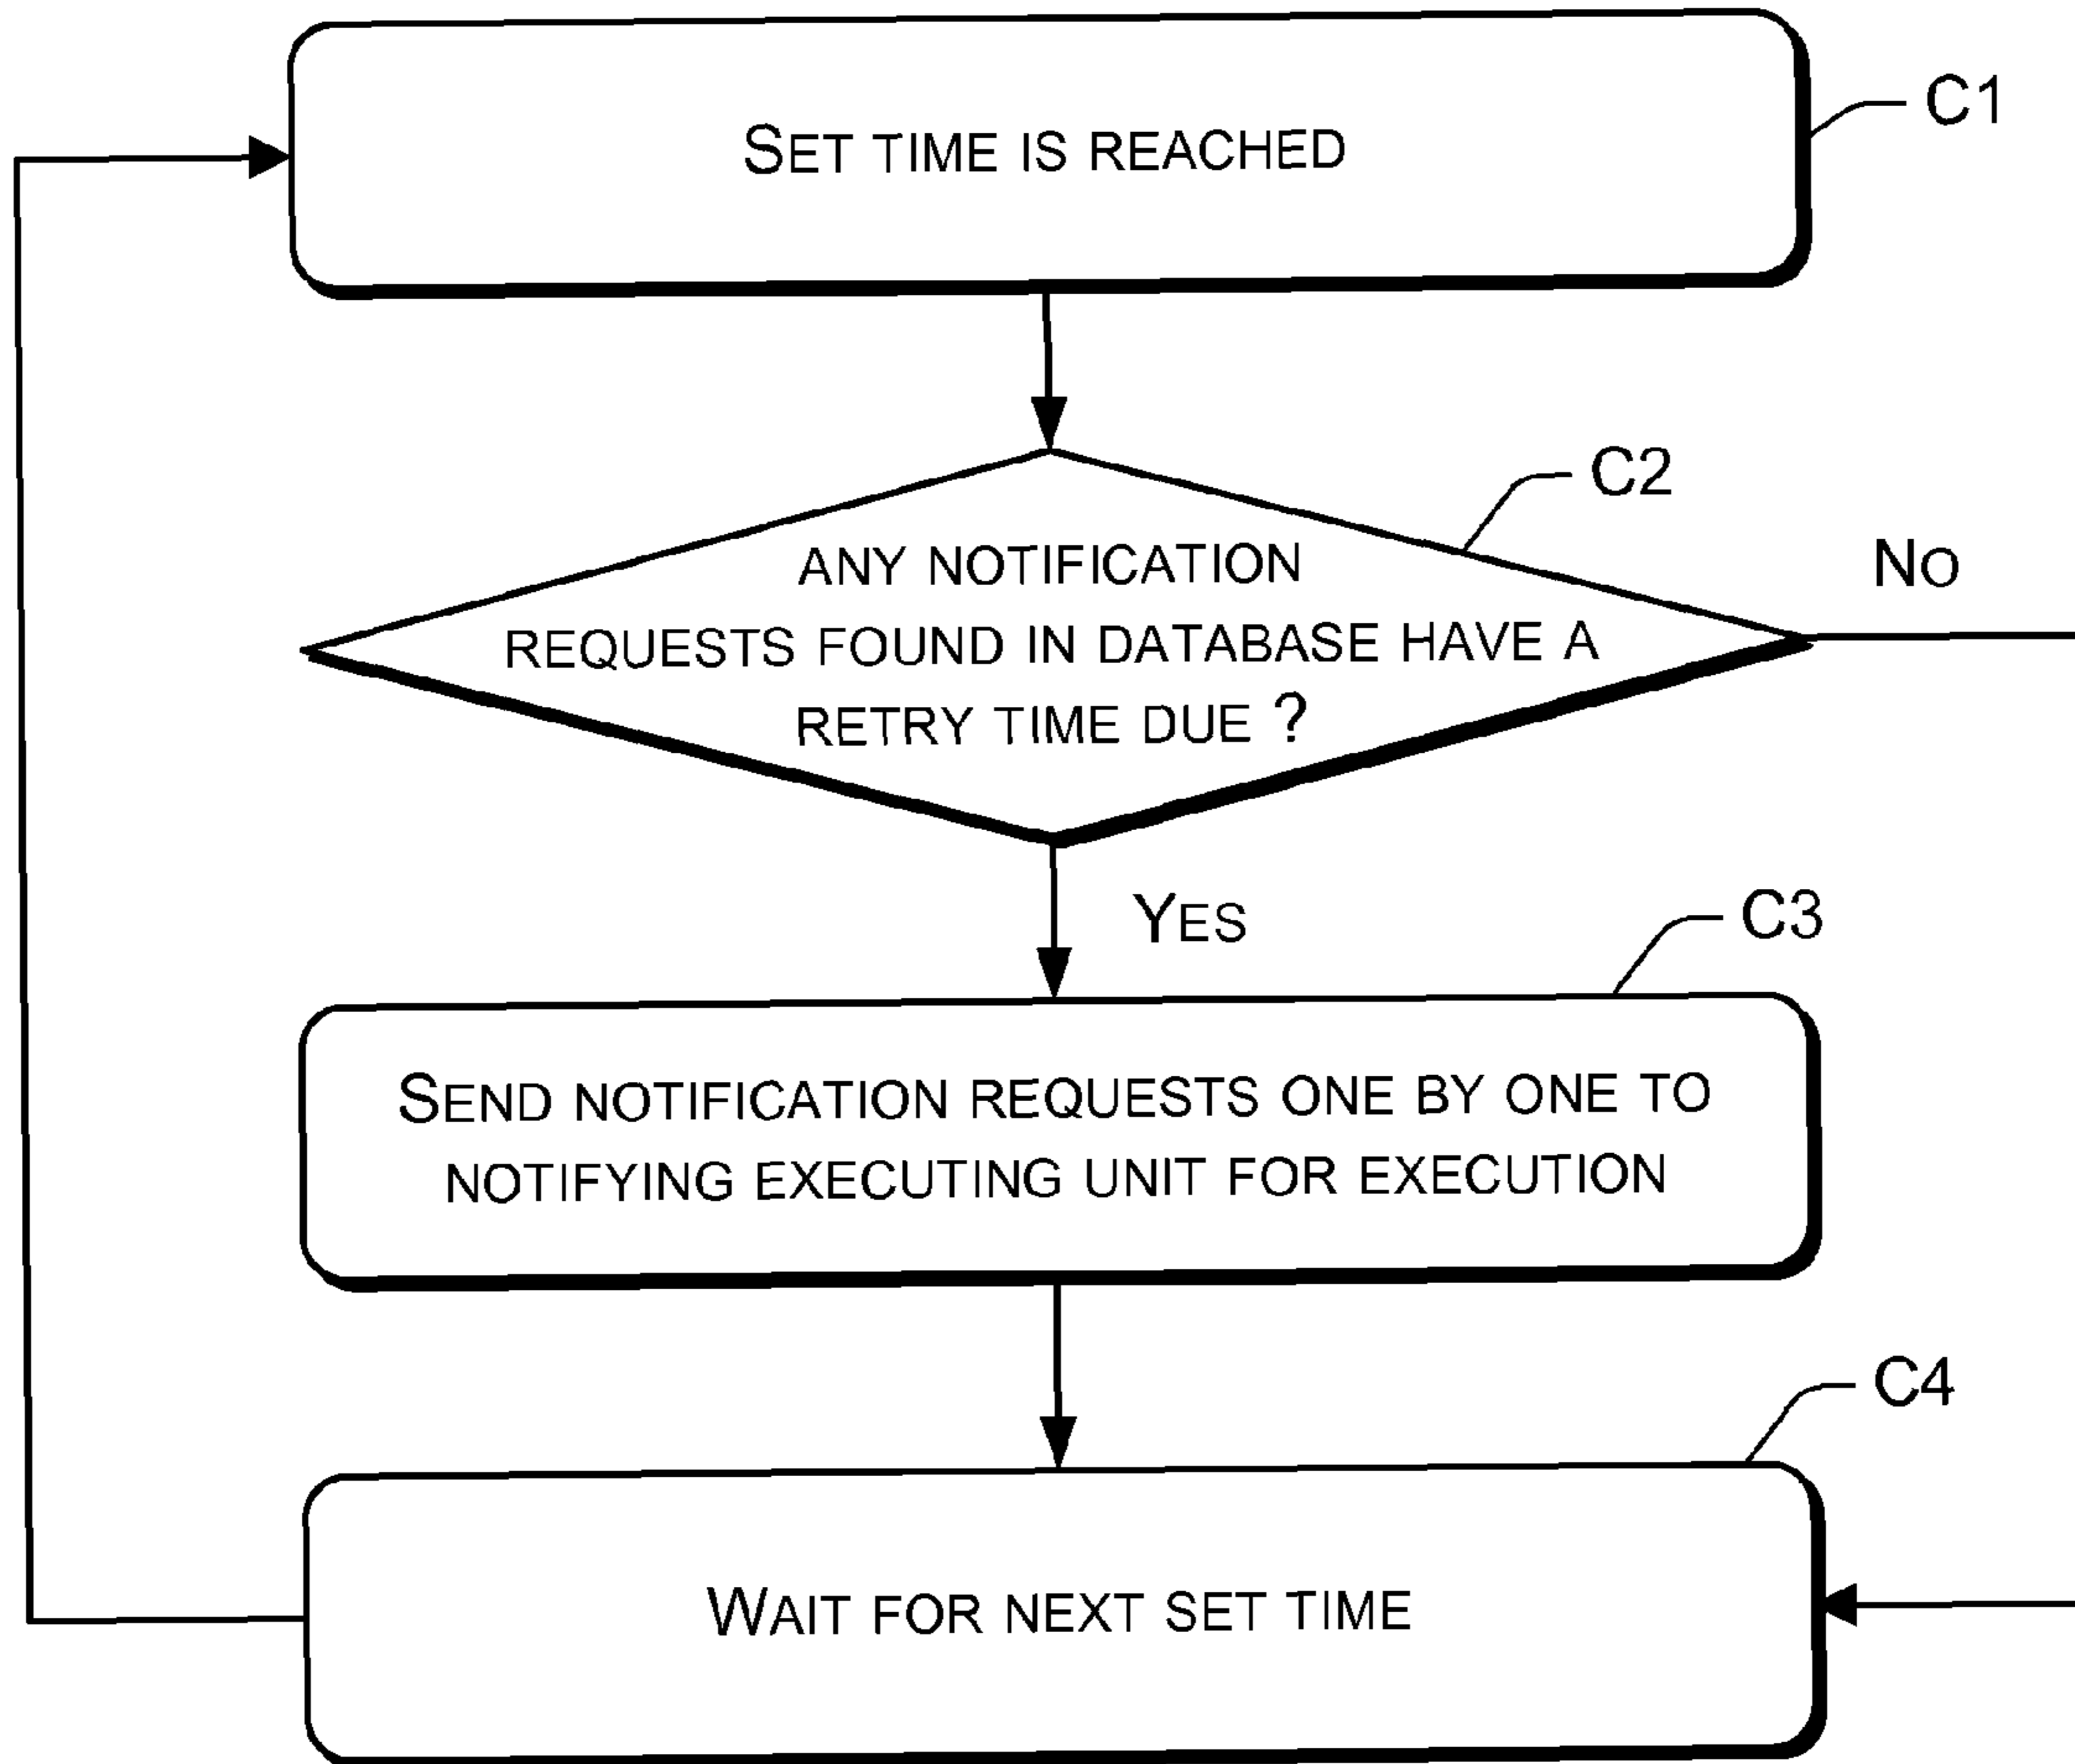 SET TIME IS REACHED
C1
C2
ANY NOTIFICATION
REQUESTS FOUND IN DATABASE HAVE A
RETRY TIME DUE ?
NO
YES
C3
SEND NOTIFICATION REQUESTS ONE BY ONE TO
NOTIFYING EXECUTING UNIT FOR EXECUTION
C4
WAIT FOR NEXT SET TIME